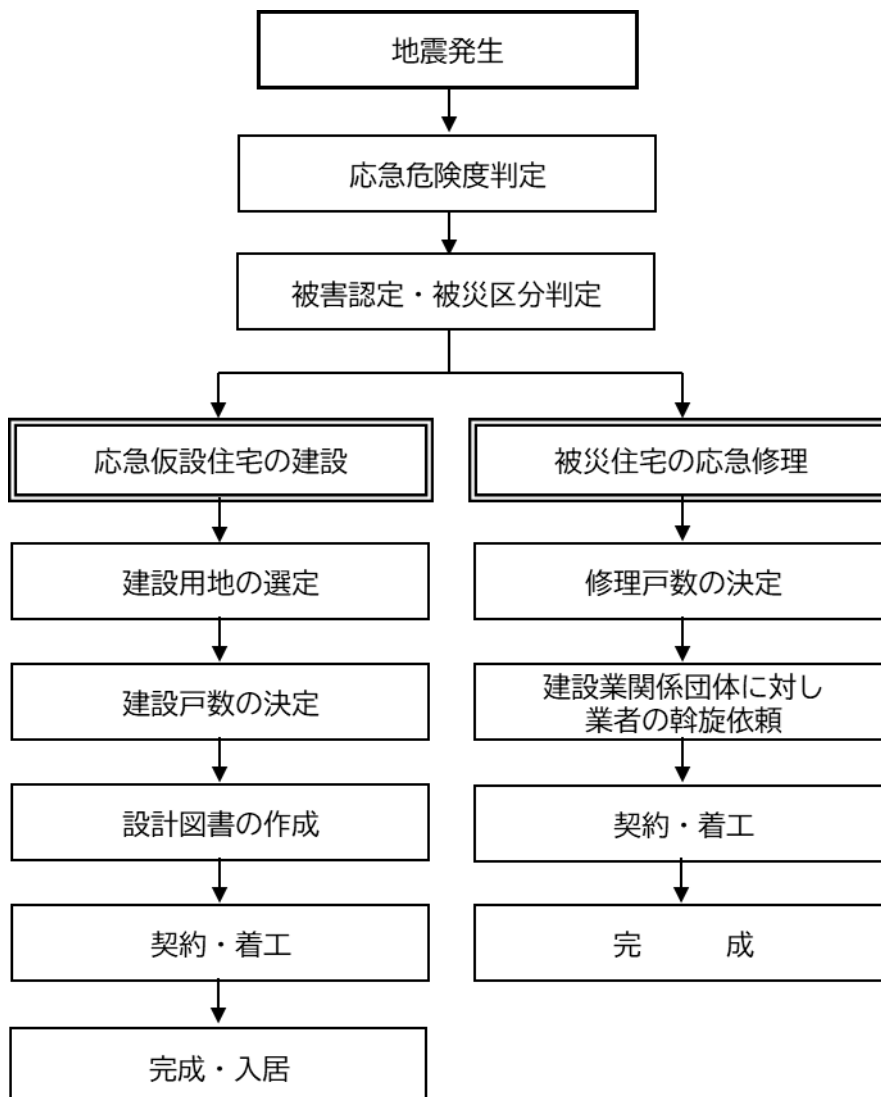 地震発生
応急危険度判定
被害認定・被災区分判定
応急仮設住宅の建設
建設用地の選定
建設戸数の決定
設計図書の作成
契約・着工
完成・入居
被災住宅の応急修理
修理戸数の決定
建設業関係団体に対し
業者の斡旋依頼
契約・着工
完　　　成